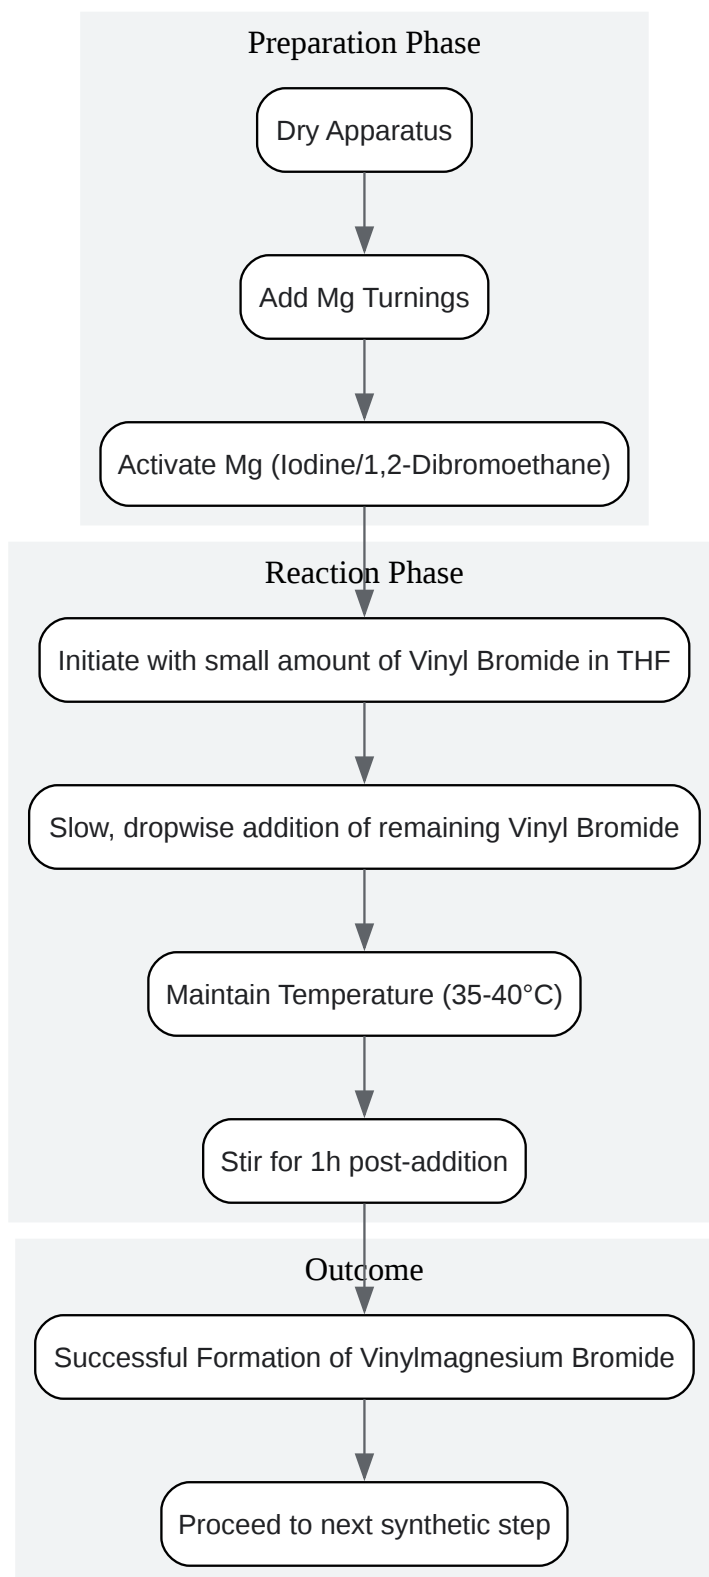 Preparation Phase
Dry Apparatus
Add Mg Turnings
Activate Mg (Iodine/1,2-Dibromoethane)
Reaction Phase
Initiate with small amount of Vinyl Bromide in THF
Slow, dropwise addition of remaining Vinyl Bromide
Maintain Temperature (35-40°C)
Stir for 1h post-addition
Outcome
Successful Formation of Vinylmagnesium Bromide
Proceed to next synthetic step